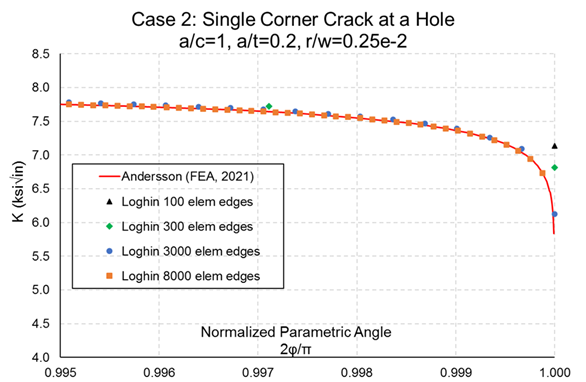 Case 2: Single Corner Crack at a Hole
a/c=1, a/t=0.2, r/w=0.25e-2
8.5
8.0
7.5
7.0
6.5
6.0
5.5
5.0
4.5
4.0
K (ksi√in)
Andersson (FEA, 2021)
Loghin 100 elem edges
Loghin 300 elem edges
Loghin 3000 elem edges
Loghin 8000 elem edges
Normalized Parametric Angle
2φ/π
0.995 0.996 0.997 0.998 0.999 1.000